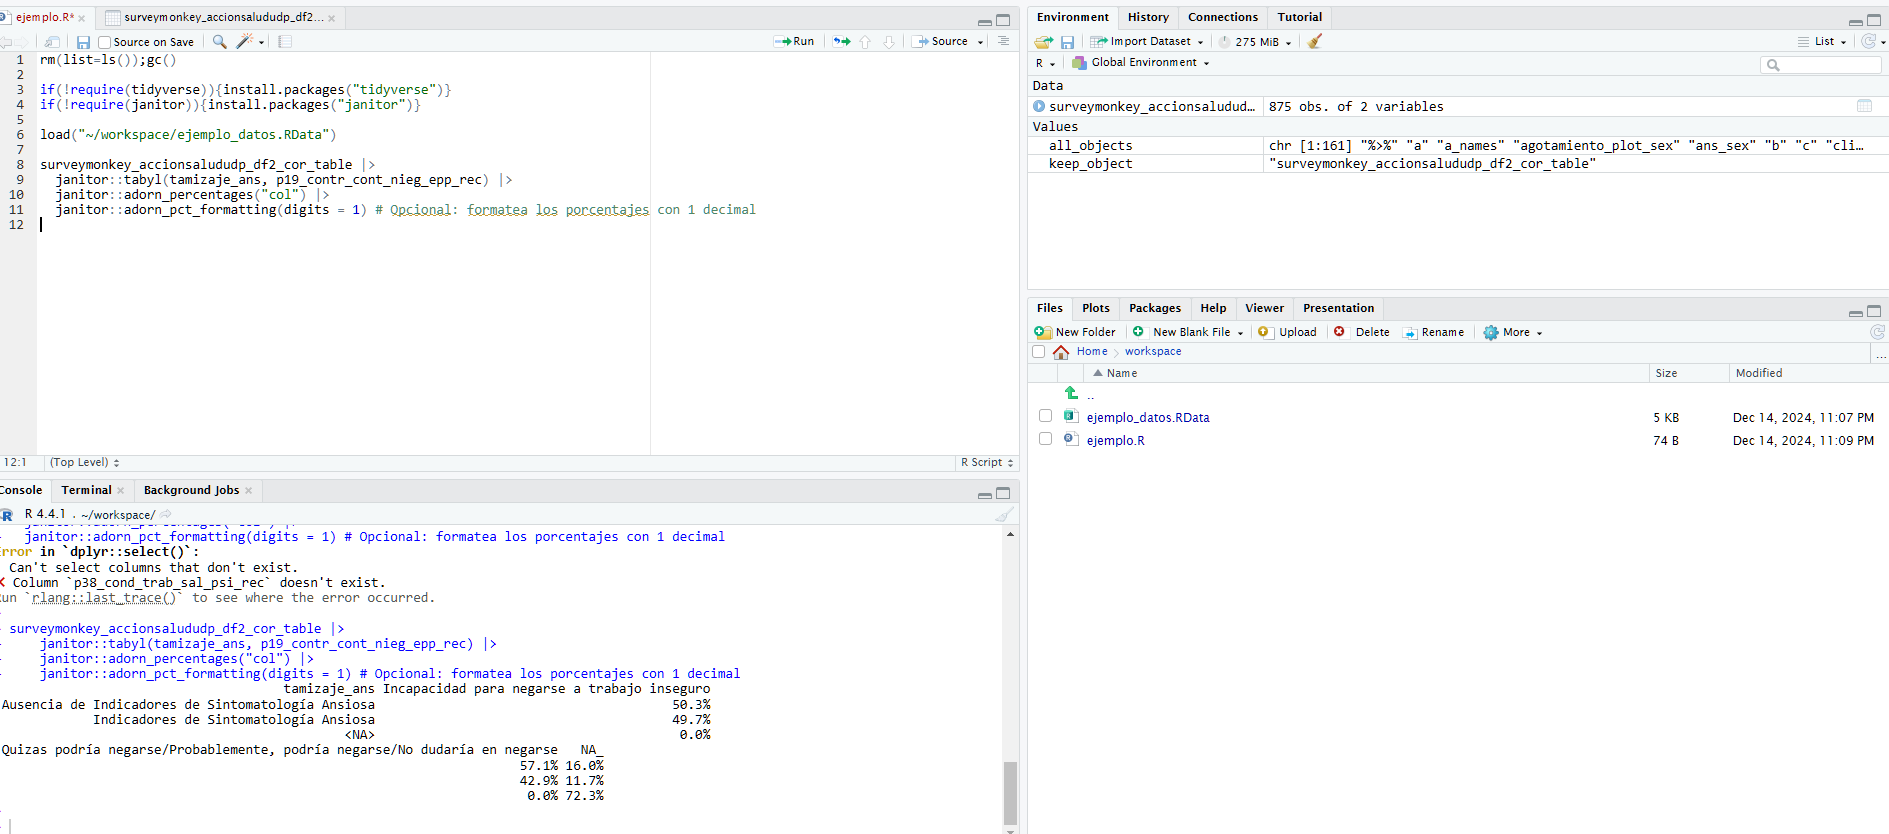 ejemplo.R*
surveymonkey_accionsalududp_df2...
Source on Save
Run
Source
1 rm(list=ls());gc()
2
3 if(!require(tidyverse)){install.packages("tidyverse")}
4 if(!require(janitor)){install.packages("janitor")}
5
6 load("~/workspace/ejemplo_datos.RData")
7
8 surveymonkey_accionsaludupd_df2_cor_table |>
9 janitor::tabyl(tamizaje_ans, p19_contr_cont_nieg_epp_rec) |>
10 janitor::adorn_percentages("col") |>
11 janitor::adorn_pct_formatting(digits = 1) # Opcional: formatea los porcentajes con 1 decimal
12
12:1 (Top Level) R Script
Console Terminal Background Jobs
R 4.4.1 . ~/workspace/
janitor::adorn_percentages("col") |>
janitor::adorn_pct_formatting(digits = 1) # Opcional: formatea los porcentajes con 1 decimal
rror in `dplyr::select()`:
Can't select columns that don't exist.
Column `p38_cond_trab_sal_psi_rec` doesn't exist.
un `rlang::last_trace()` to see where the error occurred.
surveymonkey_accionsaludupd_df2_cor_table |>
janitor::tabyl(tamizaje_ans, p19_contr_cont_nieg_epp_rec) |>
janitor::adorn_percentages("col") |>
janitor::adorn_pct_formatting(digits = 1) # Opcional: formatea los porcentajes con 1 decimal
tamizaje_ans Incapacidad para negarse a trabajo inseguro
Ausencia de Indicadores de Sintomatología Ansiosa 50.3%
Indicadores de Sintomatología Ansiosa 49.7%
<NA> 0.0%
Quizas podría negarse/Probablemente, podría negarse/No dudaría en negarse NA_
57.1% 16.0%
42.9% 11.7%
0.0% 72.3%
Environment History Connections Tutorial
Import Dataset 275 MiB List
R Global Environment
Data
surveymonkey_accionsaludud... 875 obs. of 2 variables
Values
all_objects chr [1:161] "%>%" "a" "a_names" "agotamiento_plot_sex" "ans_sex" "b" "c" "cli...
keep_object "surveymonkey_accionsaludupd_df2_cor_table"
Files Plots Packages Help Viewer Presentation
New Folder New Blank File Upload Delete Rename More
Home workspace ...
Name Size Modified
..
ejemplo_datos.RData 5 KB Dec 14, 2024, 11:07 PM
ejemplo.R 74 B Dec 14, 2024, 11:09 PM